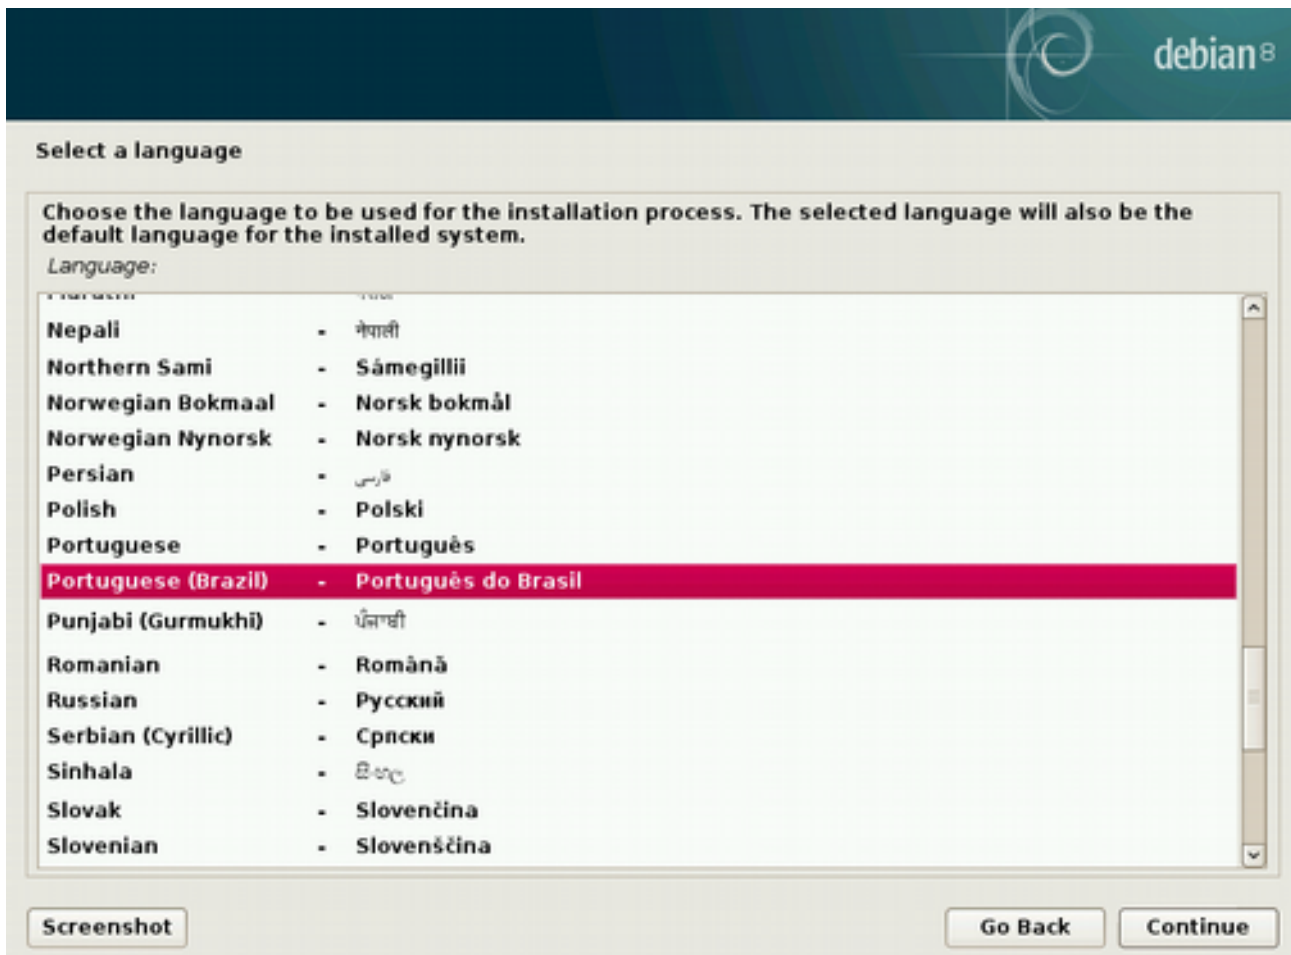 debian 8
Select a language
Choose the language to be used for the installation process. The selected language will also be the
default language for the installed system.
Language:
Nepali - नेपाली
Northern Sami - Sámegillii
Norwegian Bokmaal - Norsk bokmål
Norwegian Nynorsk - Norsk nynorsk
Persian - فارسی
Polish - Polski
Portuguese - Português
Portuguese (Brazil) - Português do Brasil
Punjabi (Gurmukhi) - ਪੰਜਾਬੀ
Romanian - Română
Russian - Русский
Serbian (Cyrillic) - Српски
Sinhala - සිංහල
Slovak - Slovenčina
Slovenian - Slovenščina
Screenshot Go Back Continue